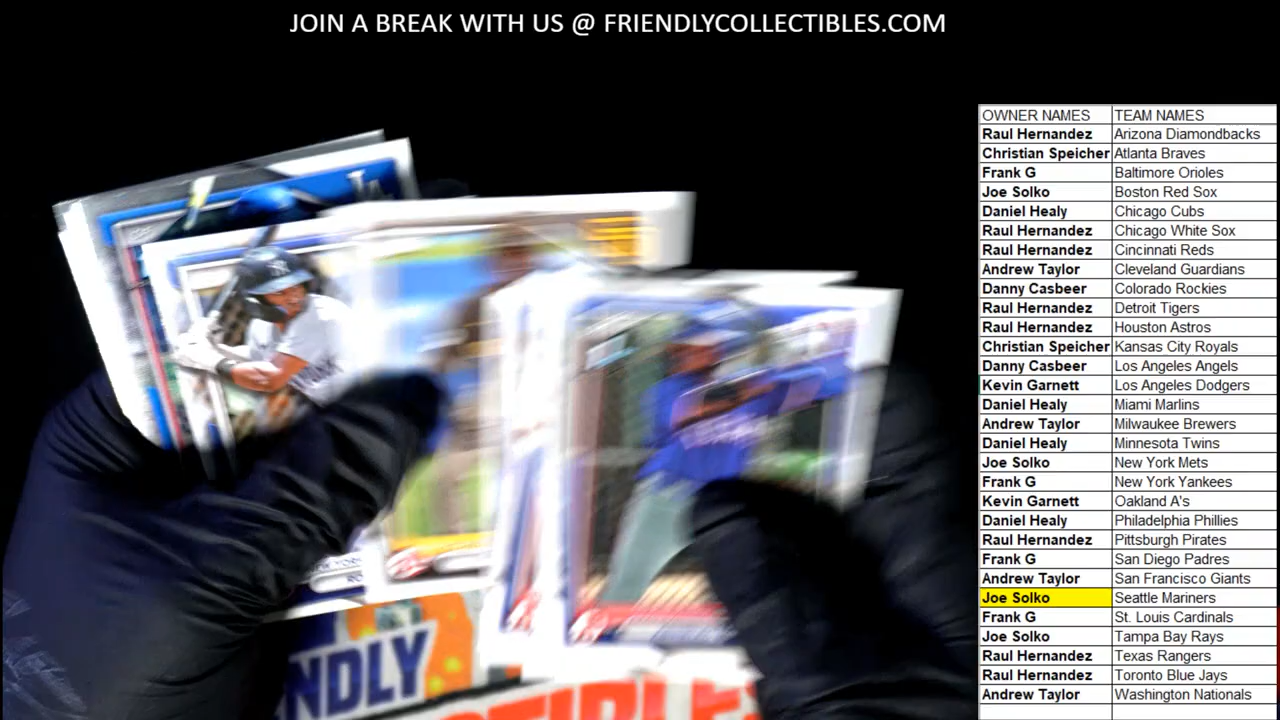 JOIN A BREAK WITH US @ FRIENDLYCOLLECTIBLES.COM
OWNER NAMES TEAM NAMES
Raul Hernandez Arizona Diamondbacks
Christian Speicher Atlanta Braves
Frank G Baltimore Orioles
Joe Solko Boston Red Sox
Daniel Healy Chicago Cubs
Raul Hernandez Chicago White Sox
Raul Hernandez Cincinnati Reds
Andrew Taylor Cleveland Guardians
Danny Casbeer Colorado Rockies
Raul Hernandez Detroit Tigers
Raul Hernandez Houston Astros
Christian Speicher Kansas City Royals
Danny Casbeer Los Angeles Angels
Kevin Garnett Los Angeles Dodgers
Daniel Healy Miami Marlins
Andrew Taylor Milwaukee Brewers
Daniel Healy Minnesota Twins
Joe Solko New York Mets
Frank G New York Yankees
Kevin Garnett Oakland A's
Daniel Healy Philadelphia Phillies
Raul Hernandez Pittsburgh Pirates
Frank G San Diego Padres
Andrew Taylor San Francisco Giants
Joe Solko Seattle Mariners
Frank G St. Louis Cardinals
Joe Solko Tampa Bay Rays
Raul Hernandez Texas Rangers
Raul Hernandez Toronto Blue Jays
Andrew Taylor Washington Nationals
LA
NDLY